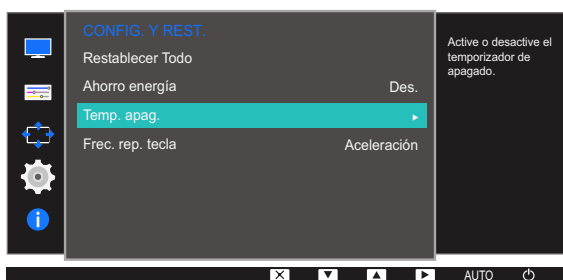 CONFIG. Y REST.
Restablecer Todo
Ahorro energía Des.
Temp. apag.
Frec. rep. tecla Aceleración
Active o desactive el
temporizador de
apagado.
AUTO